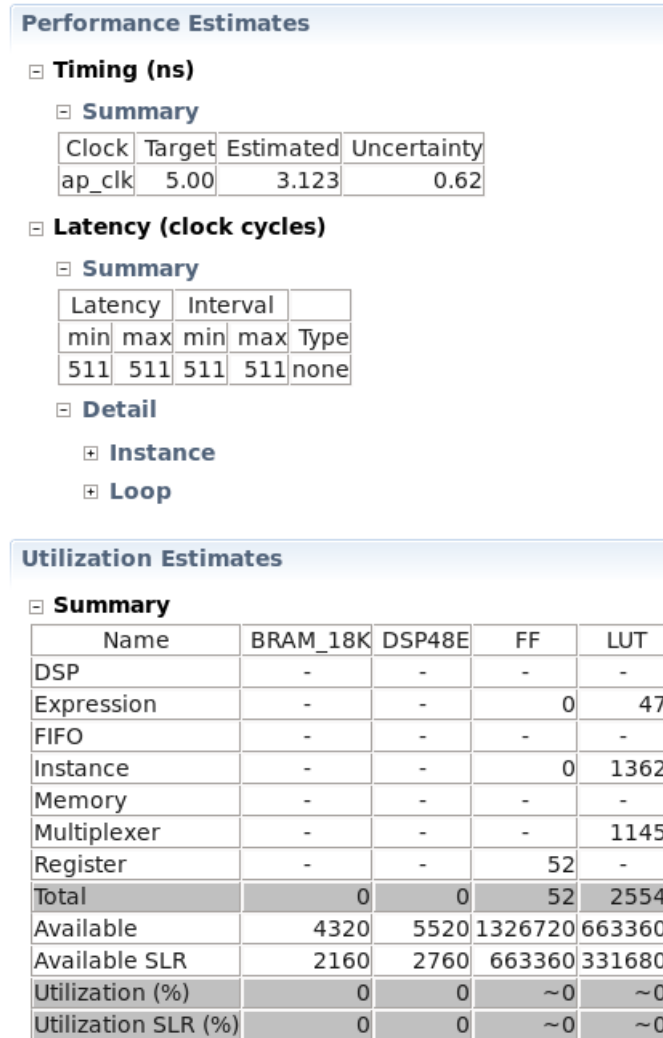 Performance Estimates
Timing (ns)
Summary
Clock Target Estimated Uncertainty
ap_clk 5.00 3.123 0.62
Latency (clock cycles)
Summary
Latency Interval
min max min max Type
511 511 511 511 none
Detail
Instance
Loop
Utilization Estimates
Summary
Name BRAM_18K DSP48E FF LUT
DSP - - - -
Expression - - 0 47
FIFO - - - -
Instance - - 0 1362
Memory - - - -
Multiplexer - - - 1145
Register - - 52 -
Total 0 0 52 2554
Available 4320 5520 1326720 663360
Available SLR 2160 2760 663360 331680
Utilization (%) 0 0 ~0 ~0
Utilization SLR (%) 0 0 ~0 ~0